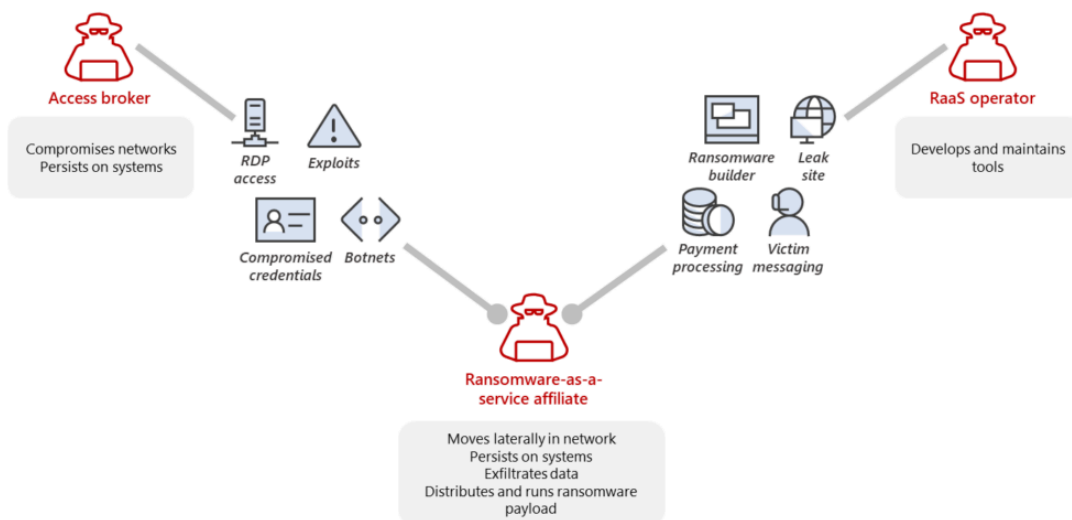 Access broker
Compromises networks
Persists on systems
RDP
access
Exploits
Compromised
credentials
Botnets
RaaS operator
Develops and maintains
tools
Ransomware
builder
Leak
site
Payment
processing
Victim
messaging
Ransomware-as-a-
service affiliate
Moves laterally in network
Persists on systems
Exfiltrates data
Distributes and runs ransomware
payload